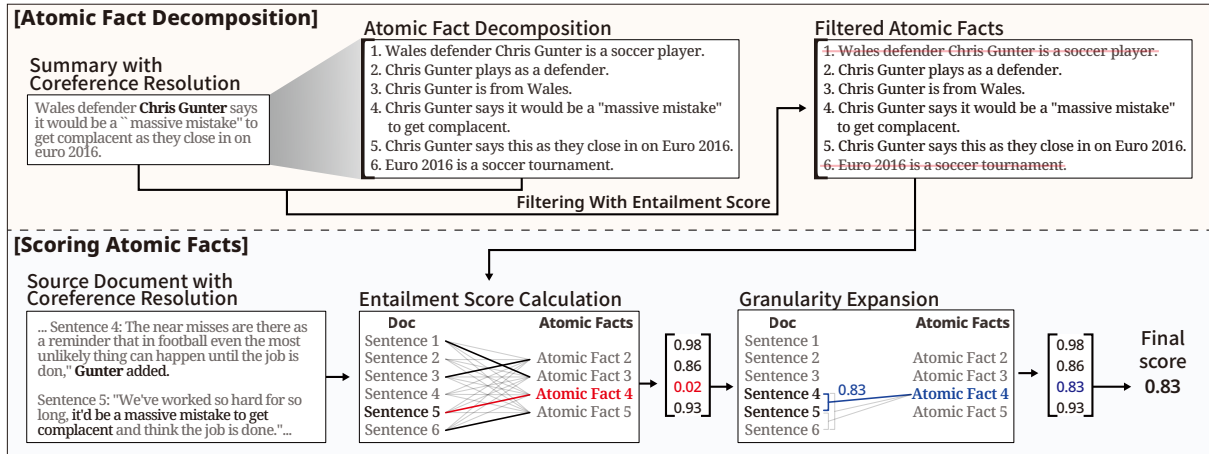 [Atomic Fact Decomposition]
Summary with
Coreference Resolution
Wales defender Chris Gunter says
it would be a `` massive mistake" to
get complacent as they close in on
euro 2016.
Atomic Fact Decomposition
1. Wales defender Chris Gunter is a soccer player.
2. Chris Gunter plays as a defender.
3. Chris Gunter is from Wales.
4. Chris Gunter says it would be a "massive mistake"
to get complacent.
5. Chris Gunter says this as they close in on Euro 2016.
6. Euro 2016 is a soccer tournament.
Filtered Atomic Facts
1. Wales defender Chris Gunter is a soccer player.
2. Chris Gunter plays as a defender.
3. Chris Gunter is from Wales.
4. Chris Gunter says it would be a "massive mistake"
to get complacent.
5. Chris Gunter says this as they close in on Euro 2016.
6. Euro 2016 is a soccer tournament.
Filtering With Entailment Score
[Scoring Atomic Facts]
Source Document with
Coreference Resolution
... Sentence 4: The near misses are there as
a reminder that in football even the most
unlikely thing can happen until the job is
don," Gunter added.
Sentence 5: "We've worked so hard for so
long, it'd be a massive mistake to get
complacent and think the job is done."...
Entailment Score Calculation
Doc
Atomic Facts
Sentence 1
Sentence 2
Sentence 3
Sentence 4
Sentence 5
Sentence 6
Atomic Fact 2
Atomic Fact 3
Atomic Fact 4
Atomic Fact 5
0.98
0.86
0.02
0.93
Granularity Expansion
Doc
Atomic Facts
Sentence 1
Sentence 2
Sentence 3
Sentence 4
Sentence 5
Sentence 6
0.83
Atomic Fact 2
Atomic Fact 3
Atomic Fact 4
Atomic Fact 5
0.98
0.86
0.83
0.93
Final
score
0.83